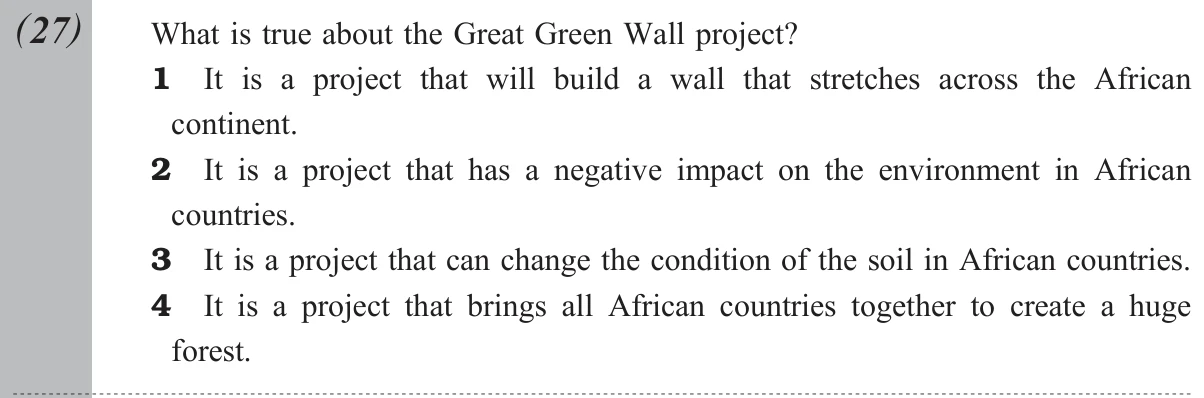 (27) What is true about the Great Green Wall project?
1 It is a project that will build a wall that stretches across the African
continent.
2 It is a project that has a negative impact on the environment in African
countries.
3 It is a project that can change the condition of the soil in African countries.
4 It is a project that brings all African countries together to create a huge
forest.